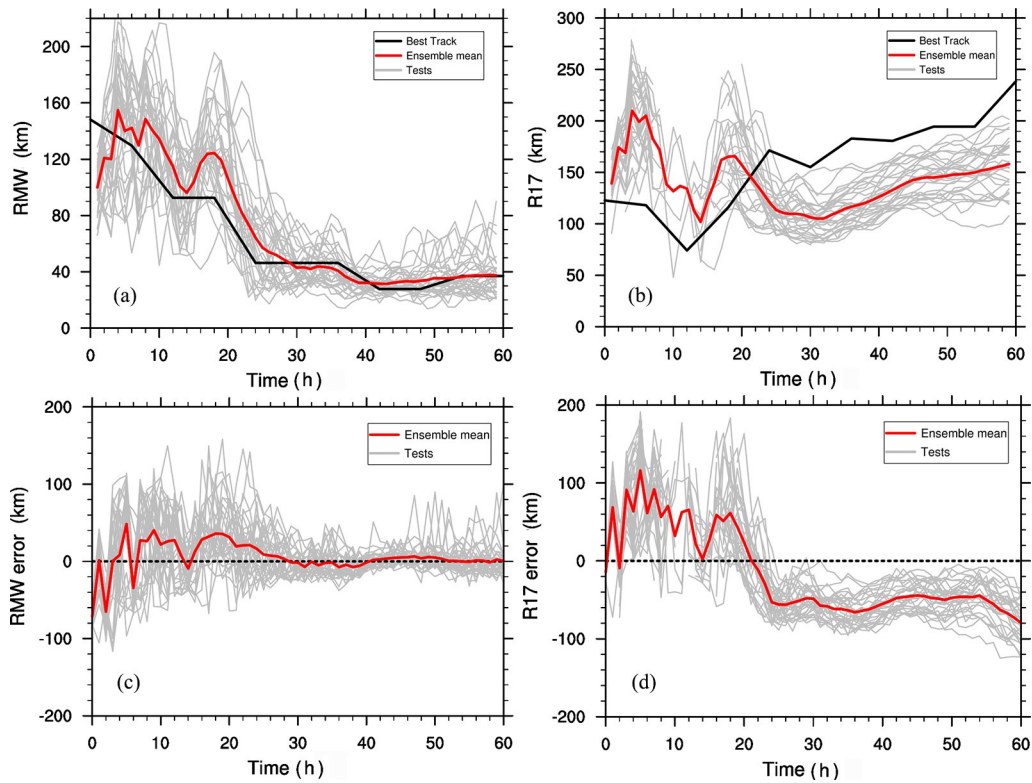 200
160
120
80
40
0
RMW (km)
Best Track
Ensemble mean
Tests
(a)
0 10 20 30 40 50 60
Time (h)
300
250
200
150
100
50
0
R17 (km)
Best Track
Ensemble mean
Tests
(b)
0 10 20 30 40 50 60
Time (h)
200
100
0
-100
-200
RMW error (km)
Ensemble mean
Tests
(c)
0 10 20 30 40 50 60
Time (h)
200
100
0
-100
-200
R17 error (km)
Ensemble mean
Tests
(d)
0 10 20 30 40 50 60
Time (h)